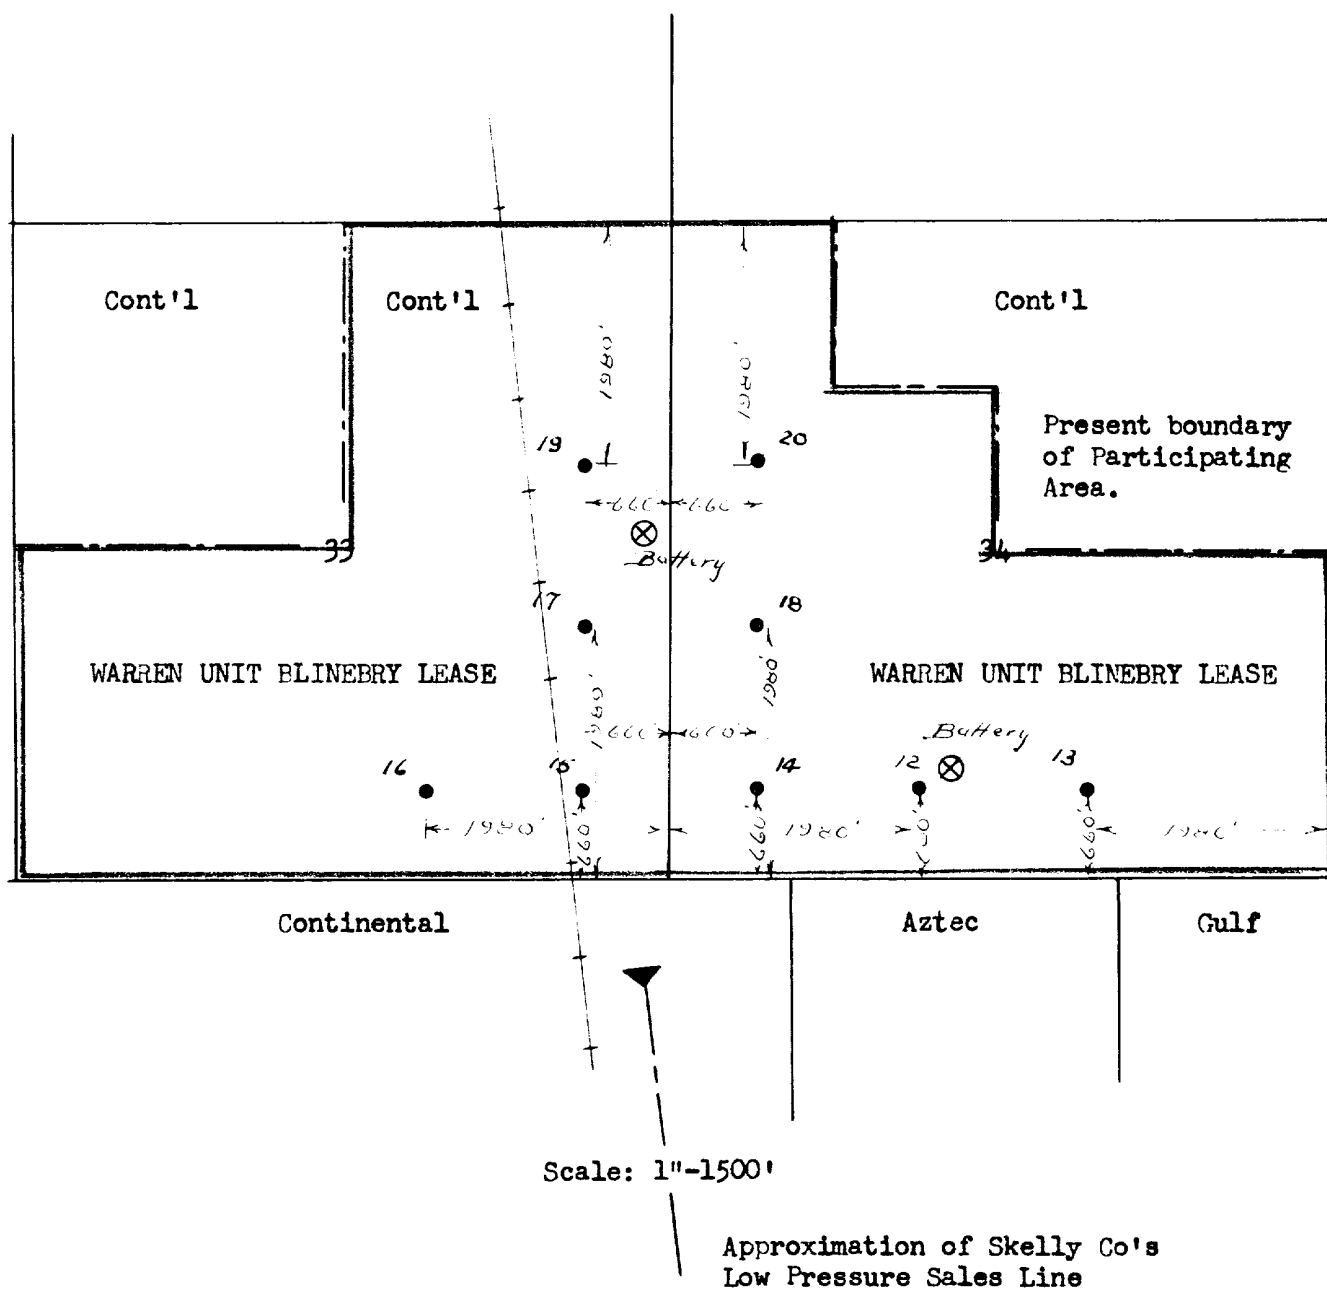 Cont'l
Cont'l
Cont'l
1980'
1980'
Present boundary
of Participating
Area.
19
20
660
660
Battery
33
34
17
18
WARREN UNIT BLINEBRY LEASE
WARREN UNIT BLINEBRY LEASE
1980'
1980'
660'
660'
Battery
16
15
14
12
13
1980'
660'
660'
1980'
660'
660'
1980'
Continental
Aztec
Gulf
Scale: 1"-1500'
Approximation of Skelly Co's
Low Pressure Sales Line